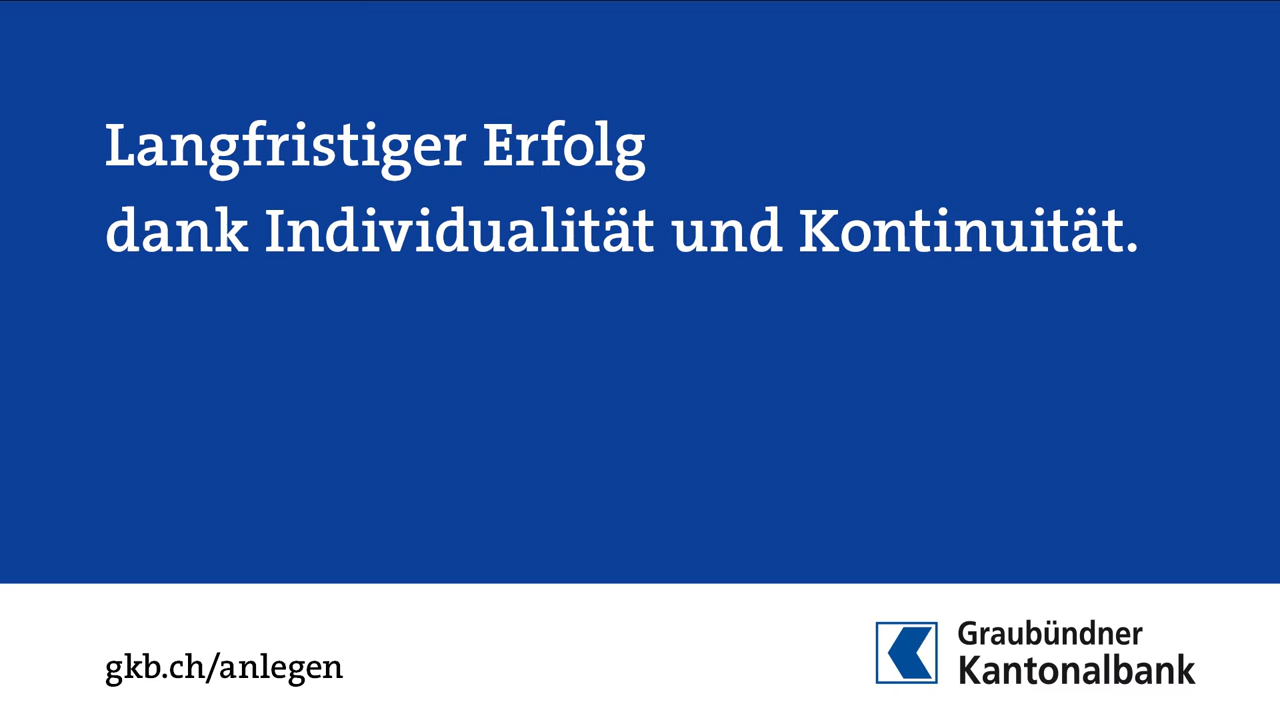 Langfristiger Erfolg
dank Individualität und Kontinuität.
gkb.ch/anlegen
Graubündner
Kantonalbank